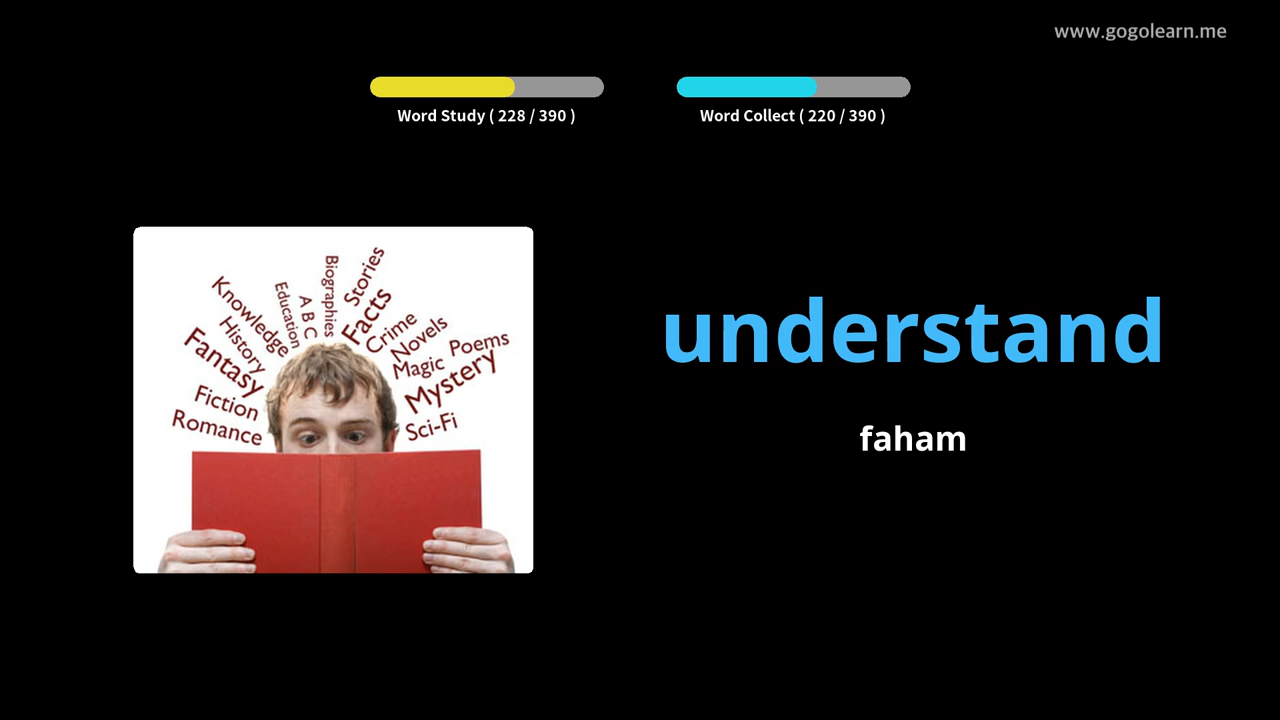 www.gogolearn.me
Word Study ( 228 / 390 )
Word Collect ( 220 / 390 )
Biographies
Stories
Education
A B C
Facts
Knowledge
Crime
History
Novels
Fantasy
Magic
Poems
Mystery
Fiction
Romance
Sci-Fi
understand
faham